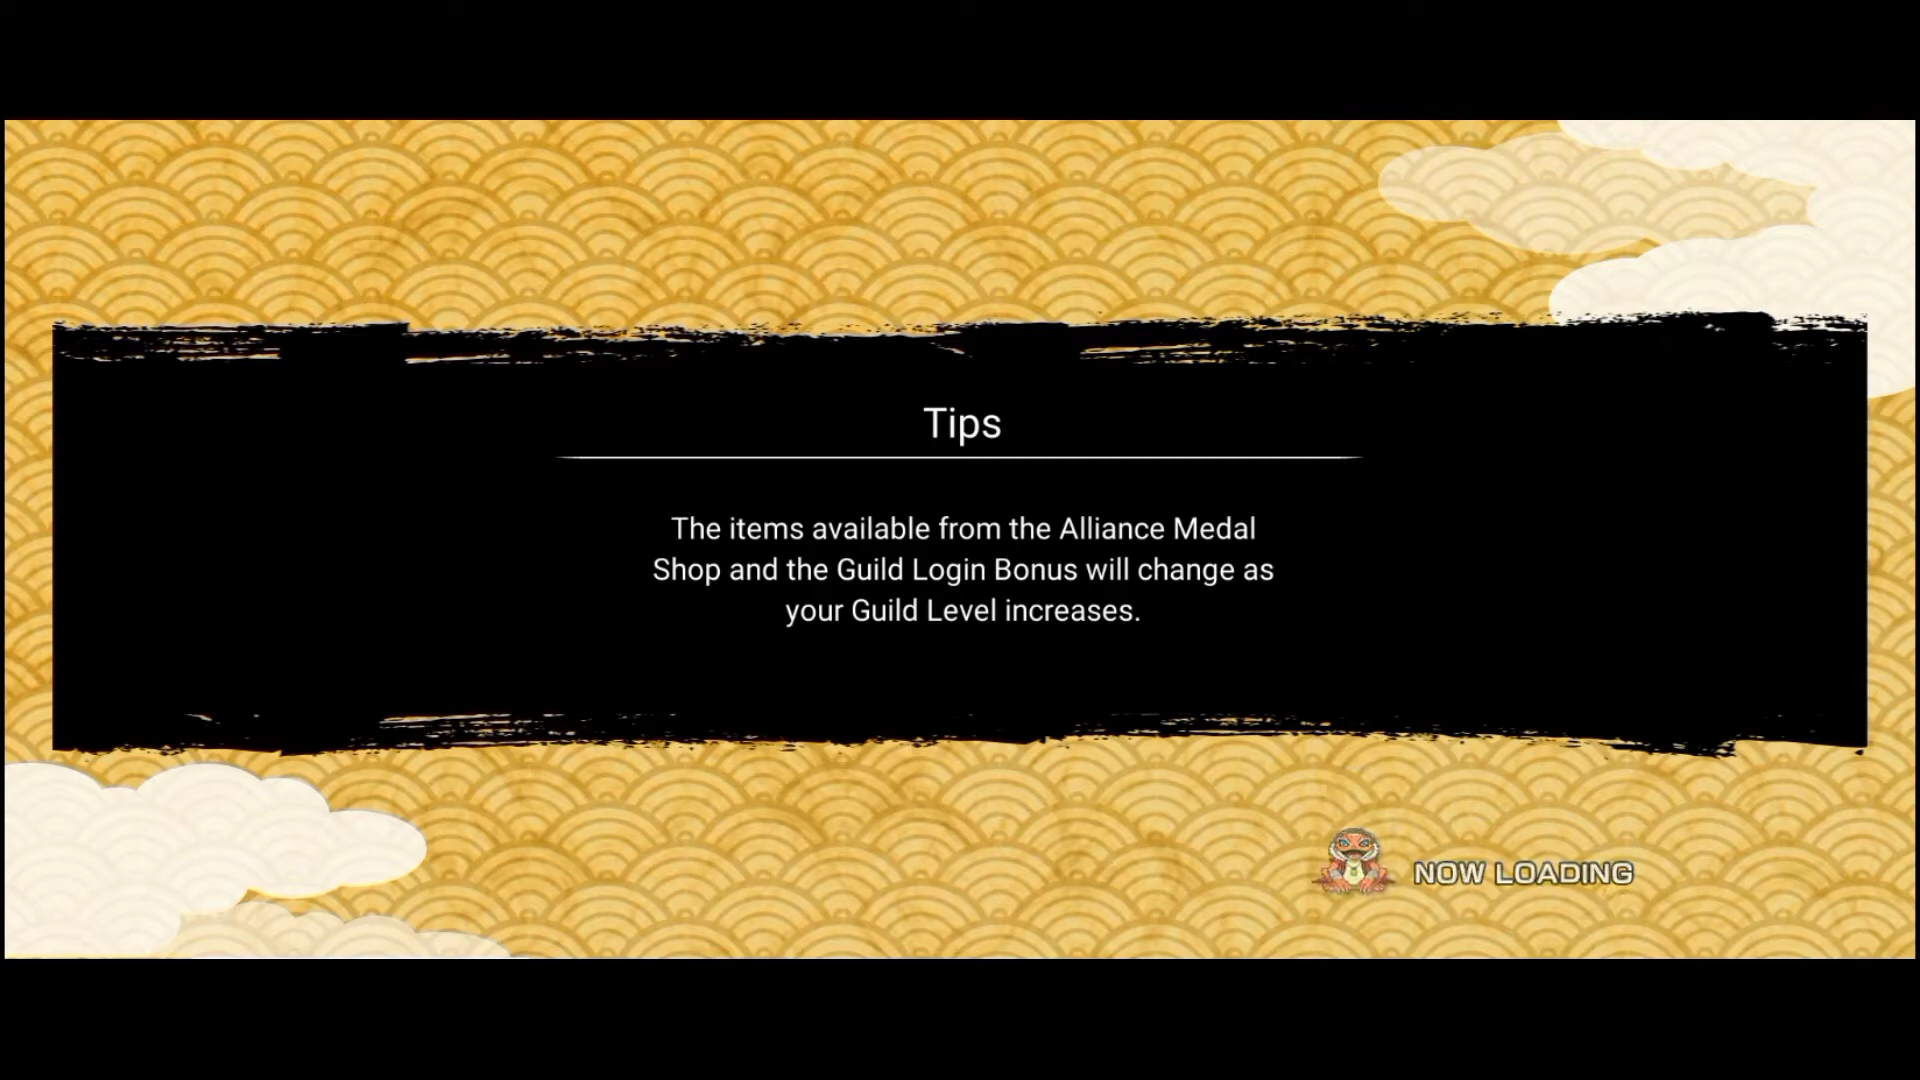 Tips
The items available from the Alliance Medal
Shop and the Guild Login Bonus will change as
your Guild Level increases.
NOW LOADING